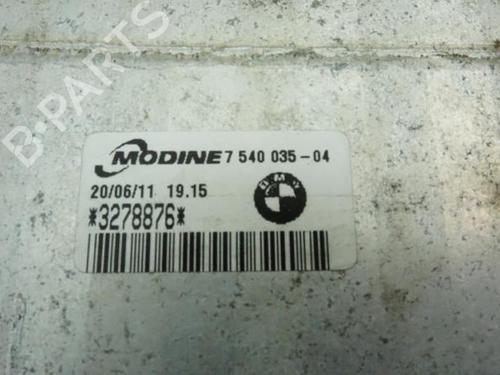 B-PARTS
MODINE 7 540 035-04
20/06/11 19.15
BMW
*3278876*